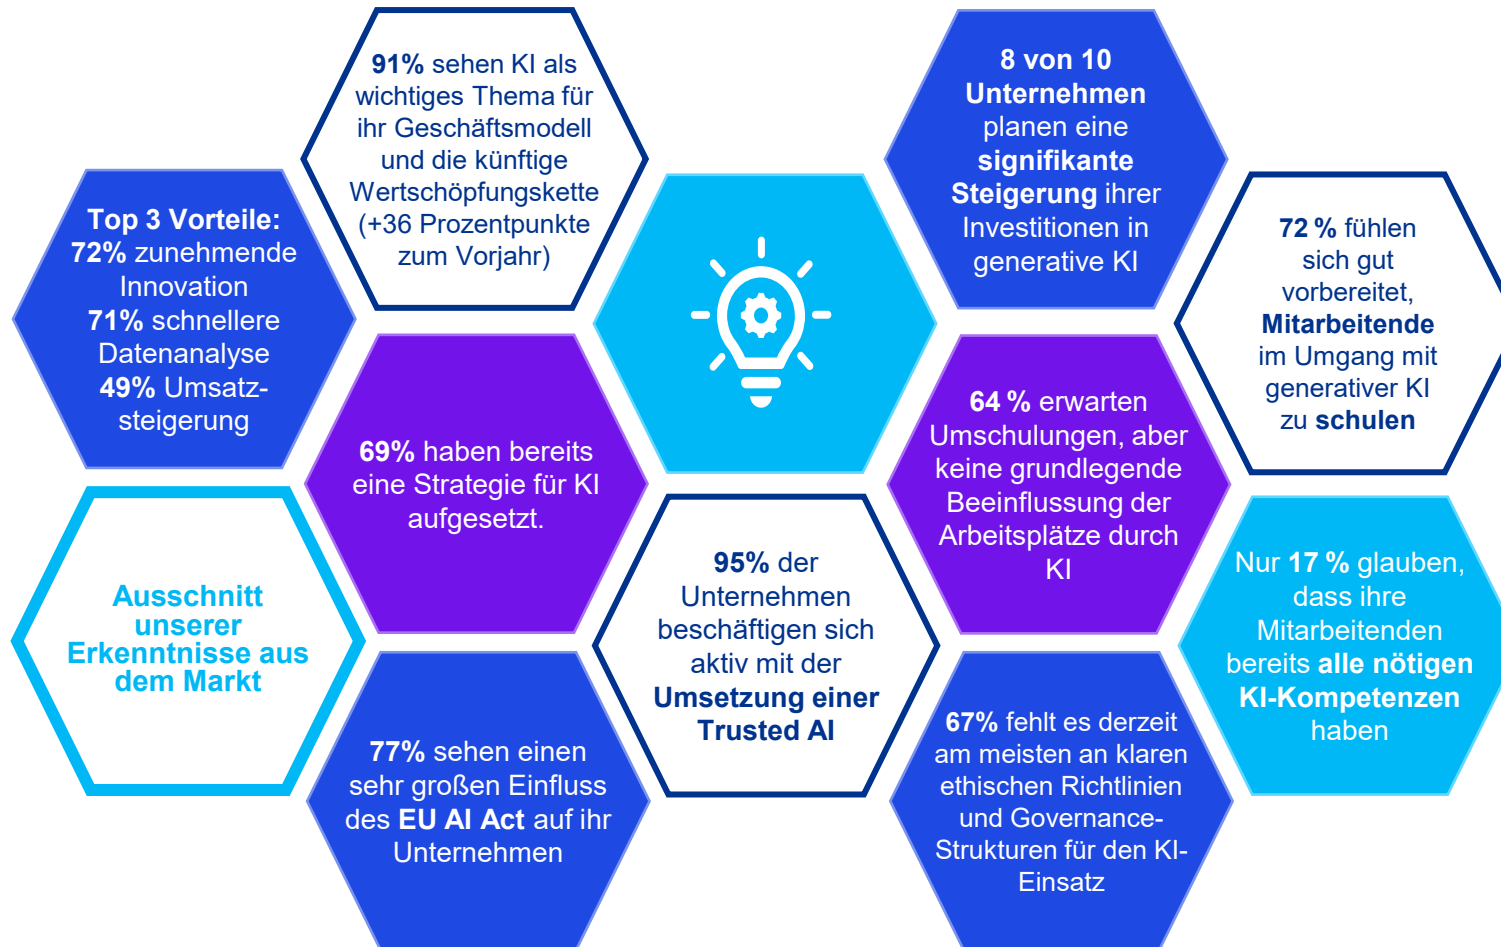 91% sehen KI als
wichtiges Thema für
ihr Geschäftsmodell
und die künftige
Wertschöpfungskette
(+36 Prozentpunkte
zum Vorjahr)
8 von 10
Unternehmen
planen eine
signifikante
Steigerung ihrer
Investitionen in
generative KI
Top 3 Vorteile:
72% zunehmende
Innovation
71% schnellere
Datenanalyse
49% Umsatz-
steigerung
72 % fühlen
sich gut
vorbereitet,
Mitarbeitende
im Umgang mit
generativer KI
zu schulen
69% haben bereits
eine Strategie für KI
aufgesetzt.
64 % erwarten
Umschulungen, aber
keine grundlegende
Beeinflussung der
Arbeitsplätze durch
KI
Ausschnitt
unserer
Erkenntnisse aus
dem Markt
95% der
Unternehmen
beschäftigen sich
aktiv mit der
Umsetzung einer
Trusted AI
Nur 17 % glauben,
dass ihre
Mitarbeitenden
bereits alle nötigen
KI-Kompetenzen
haben
77% sehen einen
sehr großen Einfluss
des EU AI Act auf ihr
Unternehmen
67% fehlt es derzeit
am meisten an klaren
ethischen Richtlinien
und Governance-
Strukturen für den KI-
Einsatz